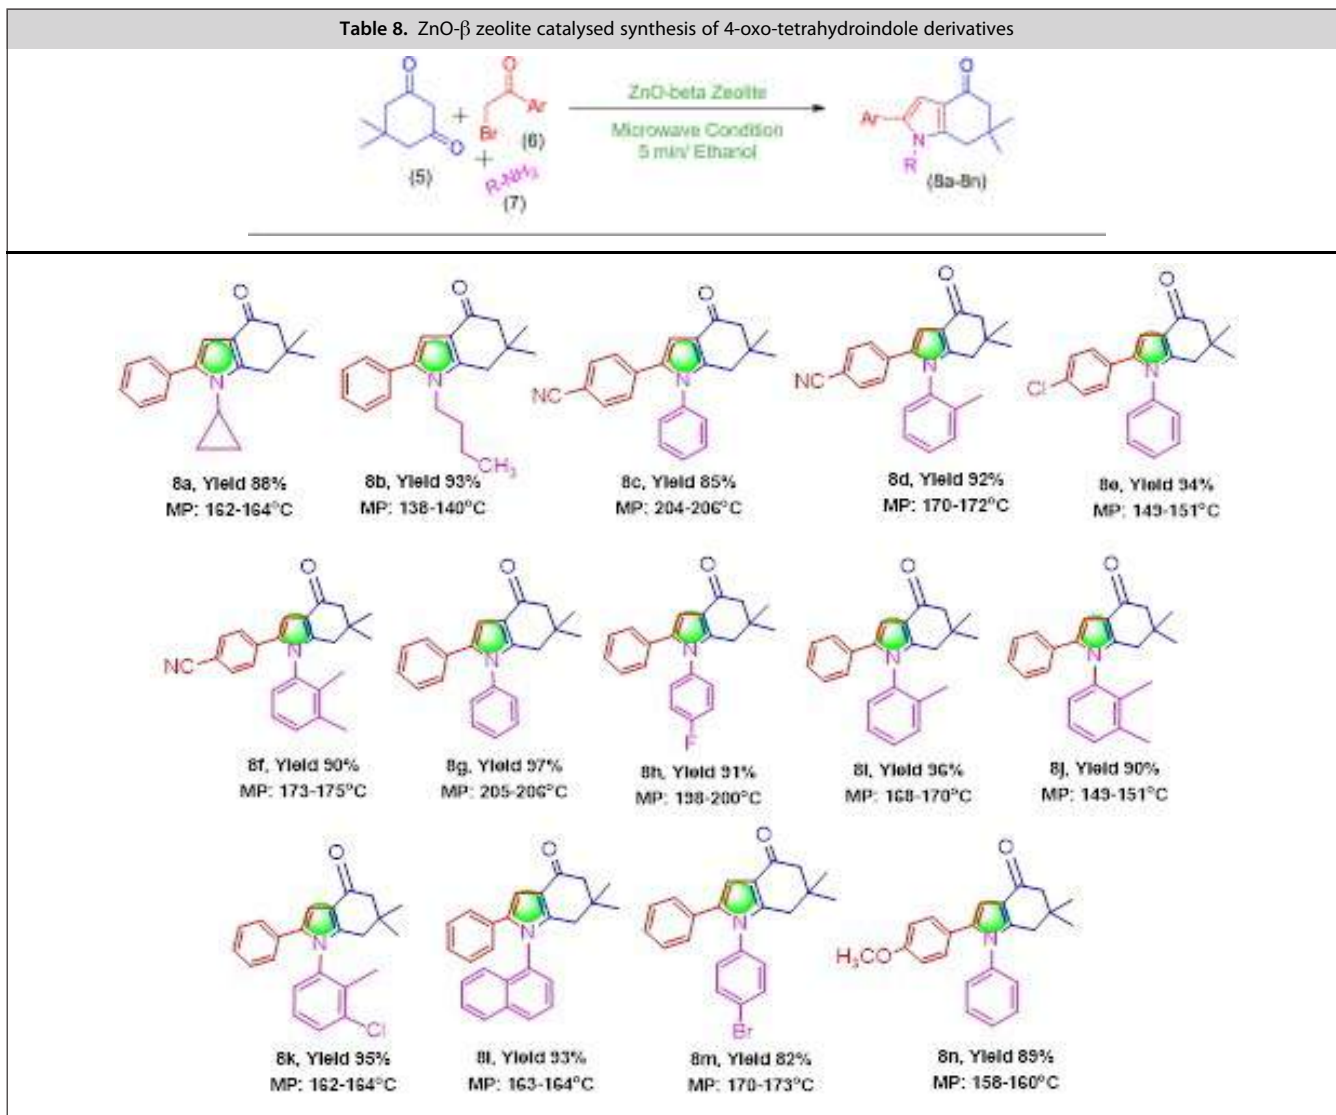 Table 8. ZnO-β zeolite catalysed synthesis of 4-oxo-tetrahydroindole derivatives
O
O
O
Ar
Br
+
+
(5)
(6)
R-NH₂
(7)
ZnO-beta Zeolite
Microwave Condition
5 min/ Ethanol
O
Ar
N
R
(8a-8n)
O
N
8a, Yield 88%
MP: 162-164°C
O
N
CH₃
8b, Yield 93%
MP: 138-140°C
O
NC
N
8c, Yield 85%
MP: 204-206°C
O
NC
N
8d, Yield 92%
MP: 170-172°C
O
Cl
N
8e, Yield 94%
MP: 149-151°C
O
NC
N
8f, Yield 90%
MP: 173-175°C
O
N
8g, Yield 97%
MP: 205-206°C
O
N
F
8h, Yield 91%
MP: 198-200°C
O
N
8i, Yield 96%
MP: 168-170°C
O
N
8j, Yield 90%
MP: 149-151°C
O
N
Cl
8k, Yield 95%
MP: 162-164°C
O
N
8l, Yield 93%
MP: 163-164°C
O
N
Br
8m, Yield 82%
MP: 170-173°C
O
H₃CO
N
8n, Yield 89%
MP: 158-160°C